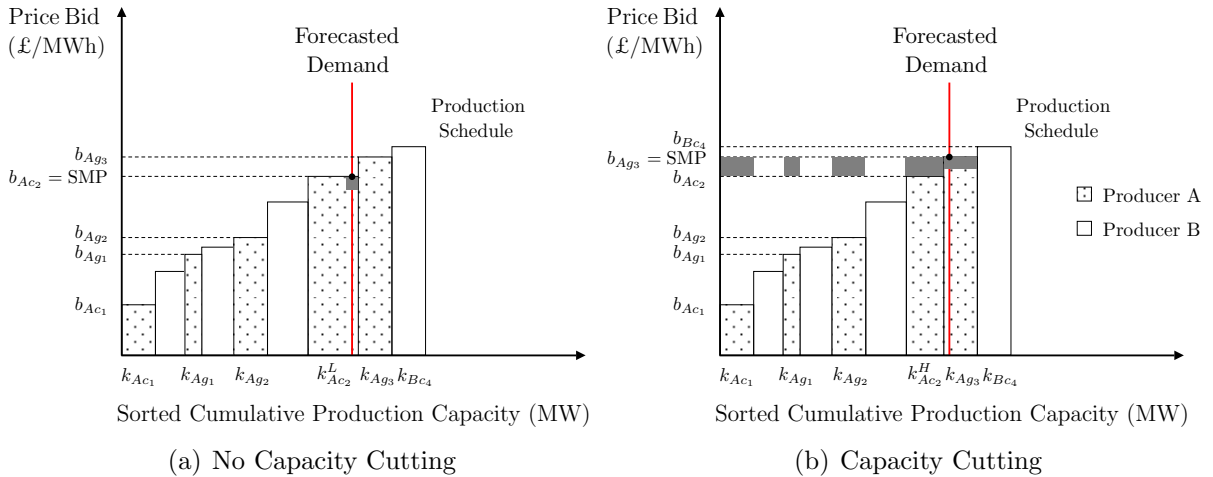 Price Bid
(£/MWh)
Forecasted
Demand
Production
Schedule
b_{Ag_3}
b_{Ac_2} = SMP
b_{Ag_2}
b_{Ag_1}
b_{Ac_1}
k_{Ac_1} k_{Ag_1} k_{Ag_2} k^L_{Ac_2} k_{Ag_3} k_{Bc_4}
Sorted Cumulative Production Capacity (MW)
(a) No Capacity Cutting
Price Bid
(£/MWh)
Forecasted
Demand
Production
Schedule
b_{Bc_4}
b_{Ag_3} = SMP
b_{Ac_2}
b_{Ag_2}
b_{Ag_1}
b_{Ac_1}
k_{Ac_1} k_{Ag_1} k_{Ag_2} k^H_{Ac_2} k_{Ag_3} k_{Bc_4}
Sorted Cumulative Production Capacity (MW)
(b) Capacity Cutting
Producer A
Producer B